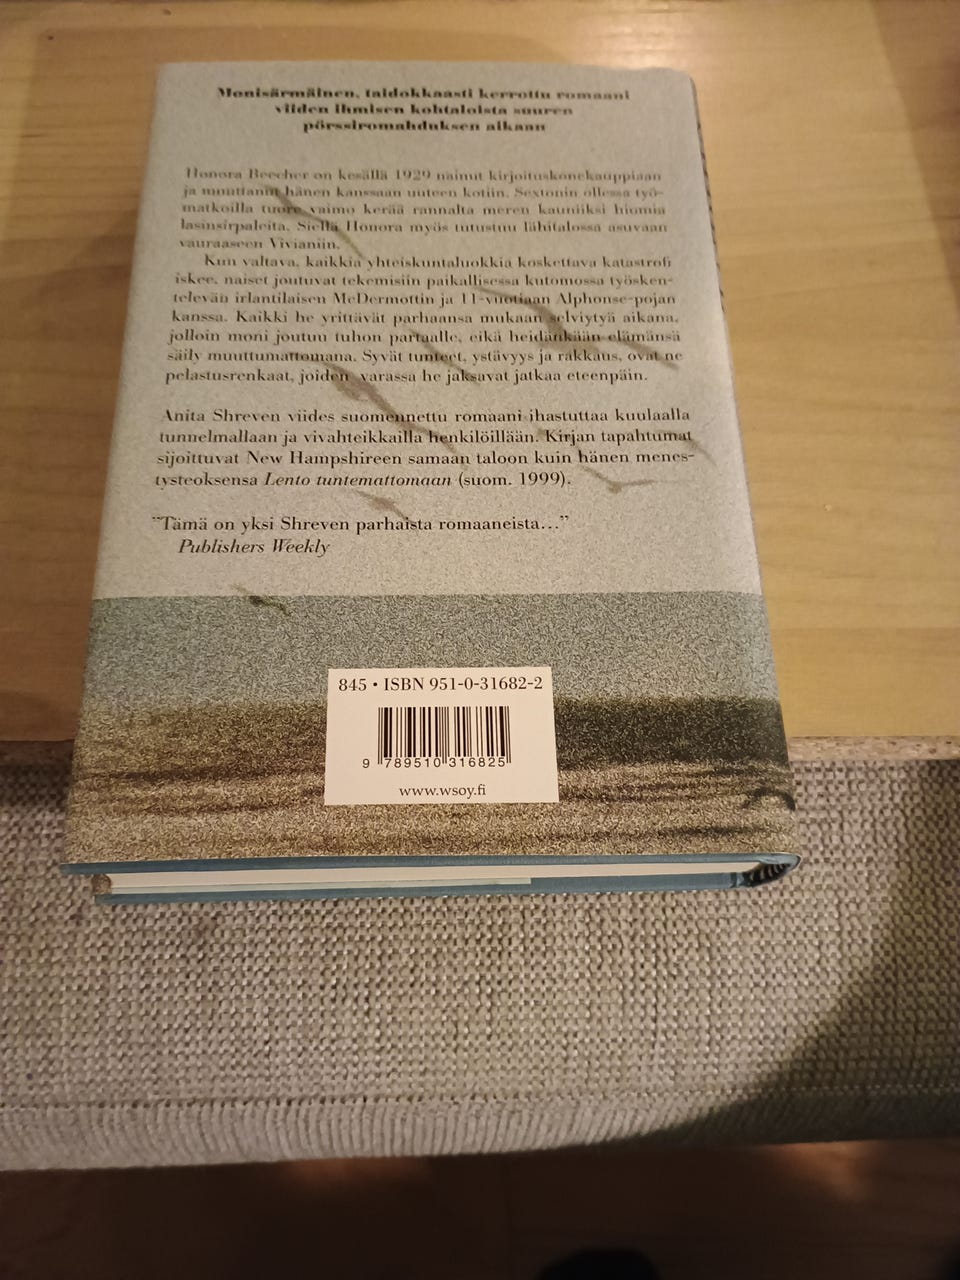 Monisärmäinen, taidokkaasti kerrottu romaani
viiden ihmisen kohtaloista suuren
pörssiromahduksen aikaan
Honora Beecher on kesällä 1929 nainut kirjoituskonekauppiaan
ja muuttanut hänen kanssaan uuteen kotiin. Sextonin ollessa työ-
matkoilla tuore vaimo kerää rannalta meren kauniiksi hiomia
lasinsirpaleita. Siellä Honora myös tutustuu lähitalossa asuvaan
vauraaseen Vivianiin.
Kun valtava, kaikkia yhteiskuntaluokkia koskettava katastrofi
iskee, naiset joutuvat tekemisiin paikallisessa kutomossa työsken-
televän irlantilaisen McDermottin ja 11-vuotiaan Alphonse-pojan
kanssa. Kaikki he yrittävät parhaansa mukaan selviytyä aikana,
jolloin moni joutuu tuhon partaalle, eikä heidänkään elämänsä
säily muuttumattomana. Syvät tunteet, ystävyys ja rakkaus, ovat ne
pelastusrenkaat, joiden varassa he jaksavat jatkaa eteenpäin.
Anita Shreven viides suomennettu romaani ihastuttaa kuulaalla
tunnelmallaan ja vivahteikkailla henkilöillään. Kirjan tapahtumat
sijoittuvat New Hampshireen samaan taloon kuin hänen menes-
tysteoksensa Lento tuntemattomaan (suom. 1999).
"Tämä on yksi Shreven parhaista romaaneista..."
Publishers Weekly
845 • ISBN 951-0-31682-2
9 789510 316825
www.wsoy.fi